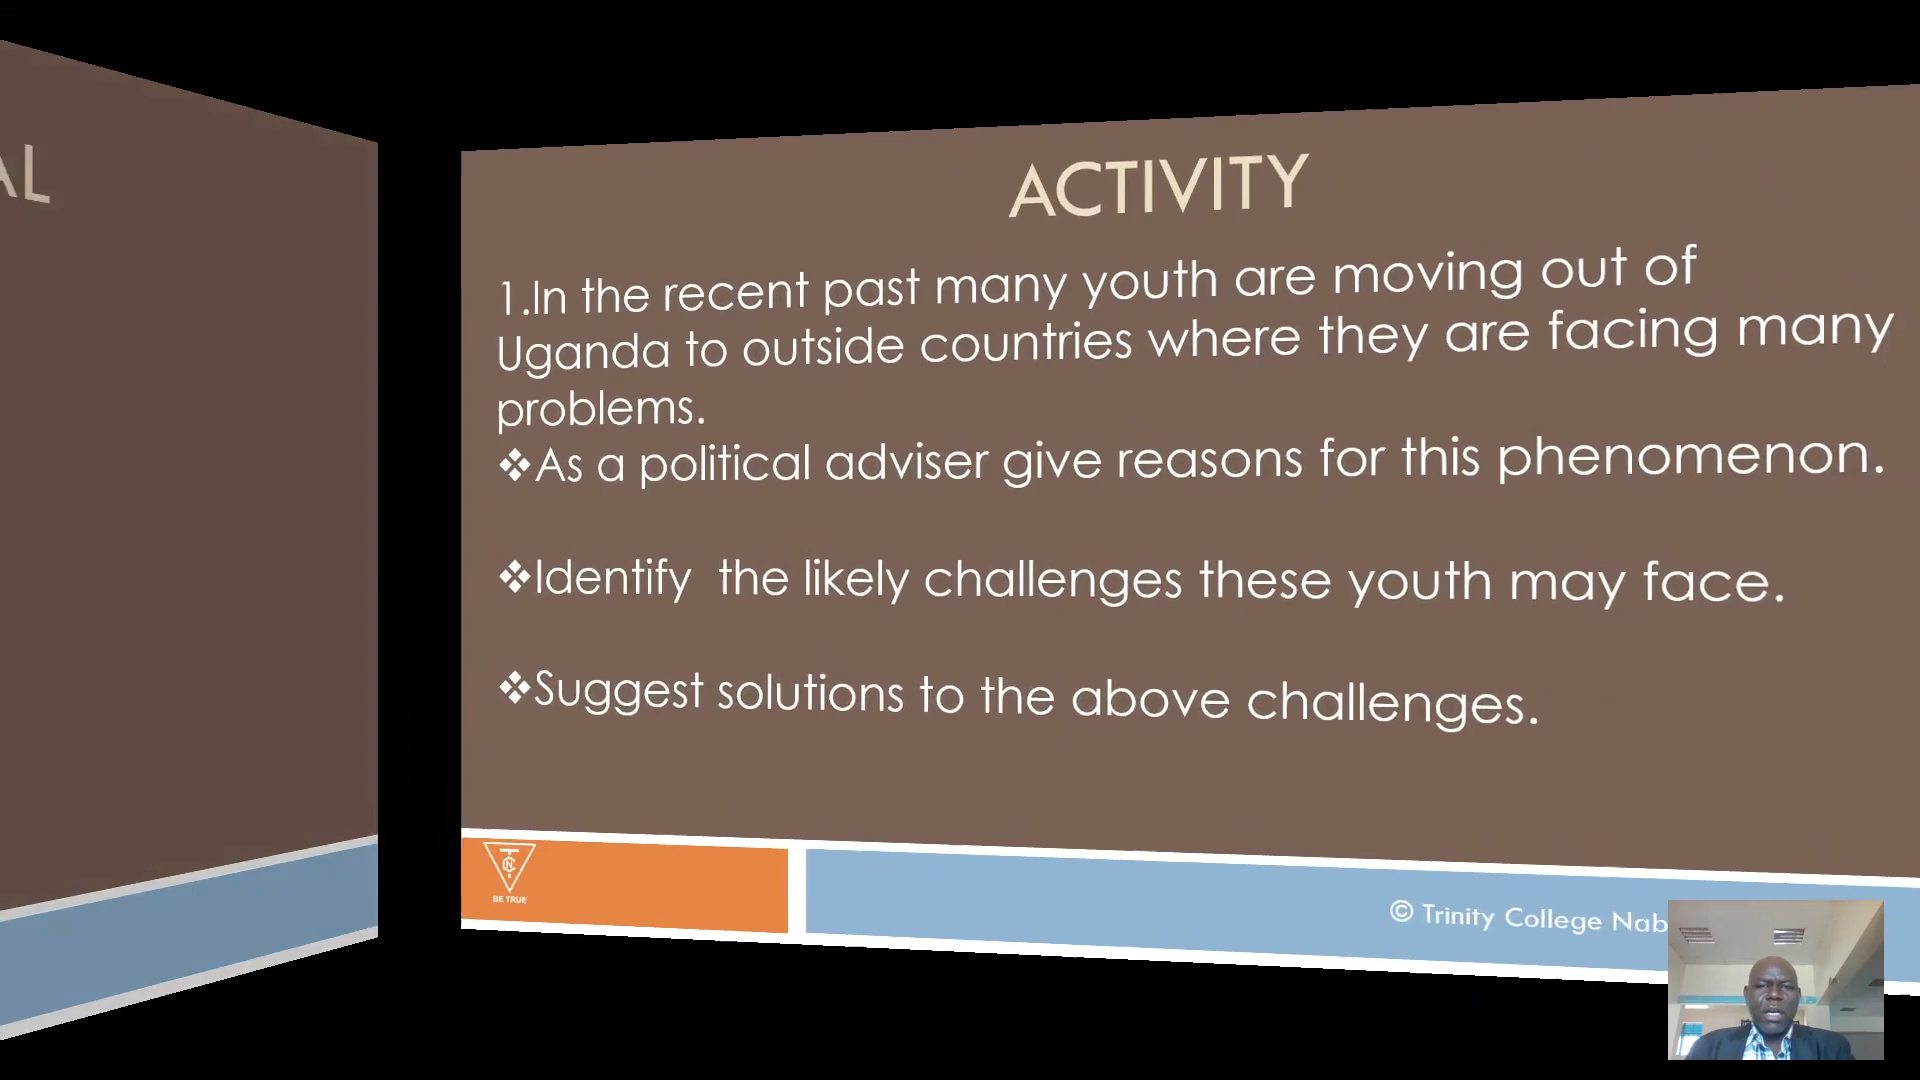 AL
ACTIVITY
1.In the recent past many youth are moving out of
Uganda to outside countries where they are facing many
problems.
❖As a political adviser give reasons for this phenomenon.
❖Identify the likely challenges these youth may face.
❖Suggest solutions to the above challenges.
BE TRUE
© Trinity College Nab